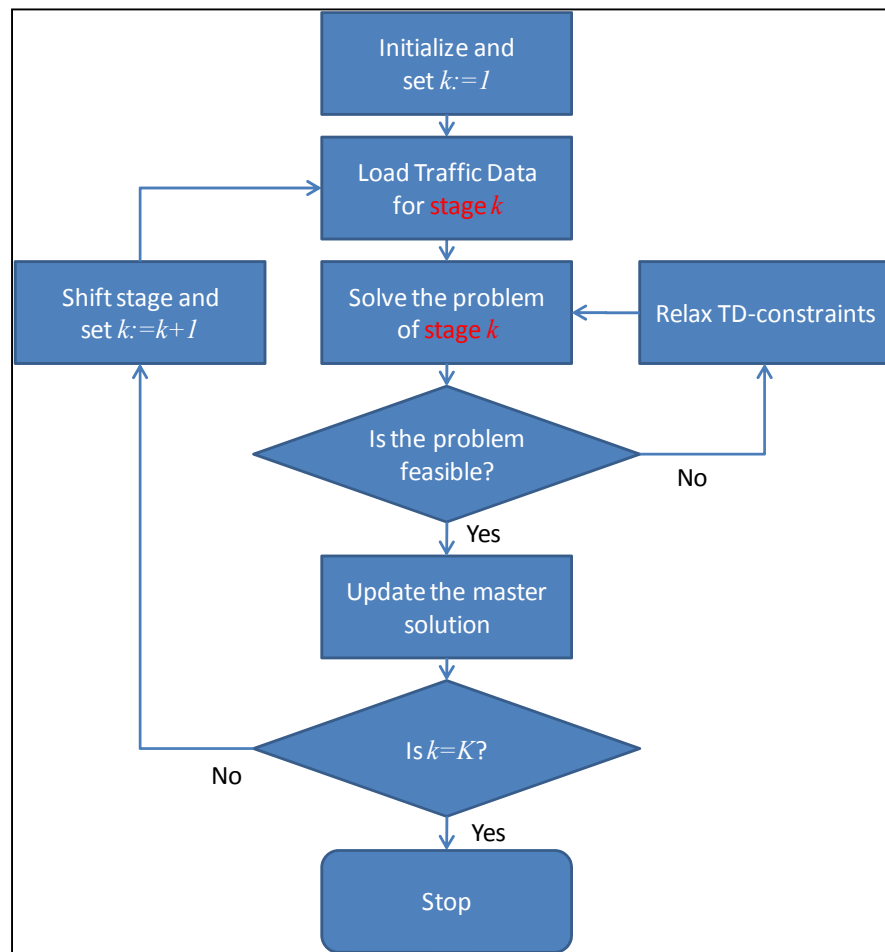 Initialize and
set k:=1
Load Traffic Data
for stage k
Shift stage and
set k:=k+1
Solve the problem
of stage k
Relax TD-constraints
Is the problem
feasible?
No
Yes
Update the master
solution
Is k=K?
No
Yes
Stop